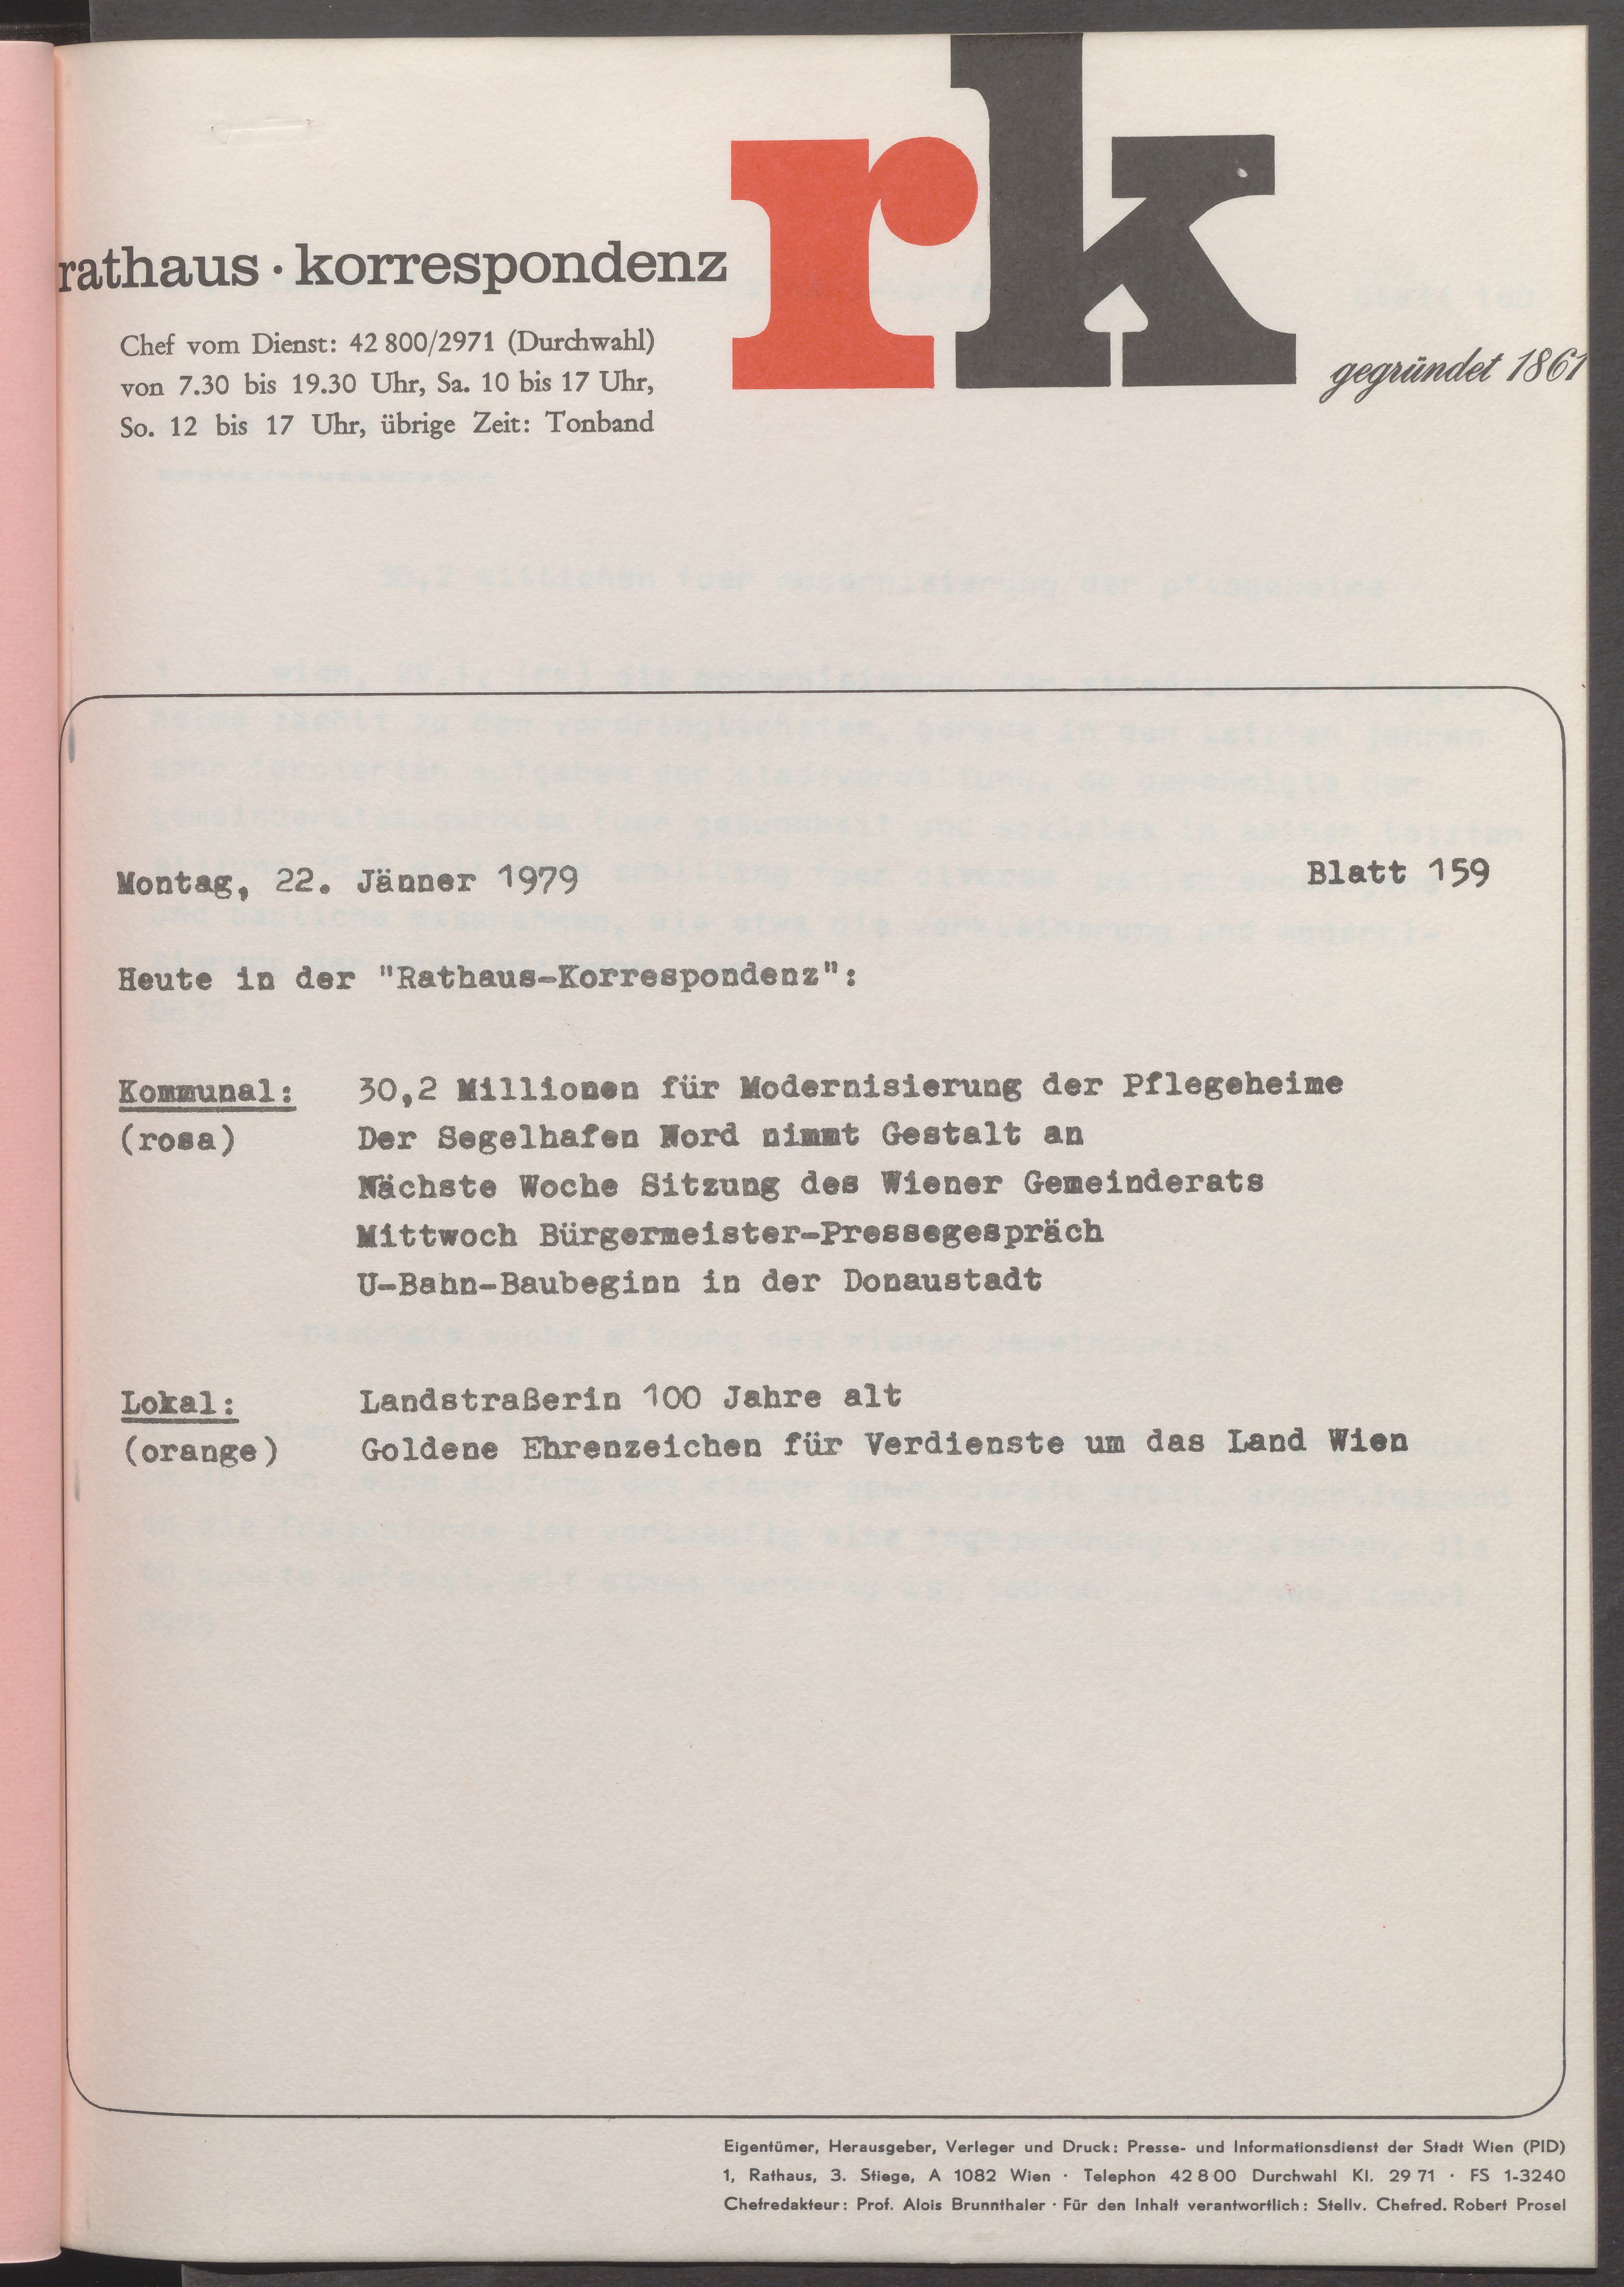 rk
rathaus · korrespondenz
gegründet 1861
Chef vom Dienst: 42 800/2971 (Durchwahl)
von 7.30 bis 19.30 Uhr, Sa. 10 bis 17 Uhr,
So. 12 bis 17 Uhr, übrige Zeit: Tonband
Montag, 22. Jänner 1979 Blatt 159
Heute in der "Rathaus-Korrespondenz":
Kommunal: 30,2 Millionen für Modernisierung der Pflegeheime
(rosa) Der Segelhafen Nord nimmt Gestalt an
Nächste Woche Sitzung des Wiener Gemeinderats
Mittwoch Bürgermeister-Pressegespräch
U-Bahn-Baubeginn in der Donaustadt
Lokal: Landstraßerin 100 Jahre alt
(orange) Goldene Ehrenzeichen für Verdienste um das Land Wien
Eigentümer, Herausgeber, Verleger und Druck: Presse- und Informationsdienst der Stadt Wien (PID)
1, Rathaus, 3. Stiege, A 1082 Wien · Telephon 42 8 00 Durchwahl Kl. 29 71 · FS 1-3240
Chefredakteur: Prof. Alois Brunnthaler · Für den Inhalt verantwortlich: Stellv. Chefred. Robert Prosel